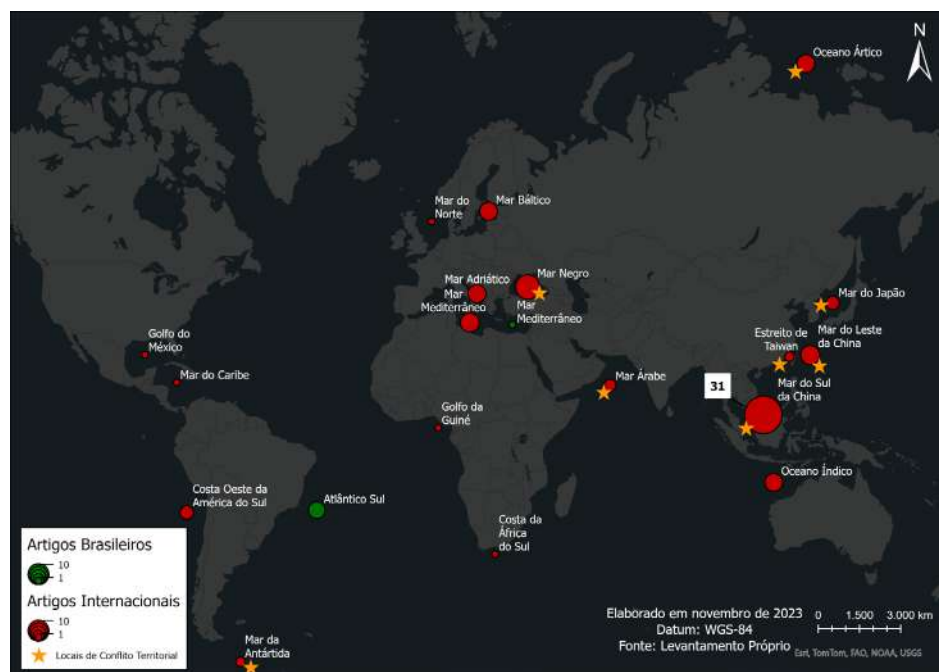 N
Oceano Ártico
Mar do
Norte
Mar Báltico
Mar Adriático
Mar Negro
Mar
Mediterrâneo
Mar
Mediterrâneo
Mar do Japão
Golfo do
México
Estreito de
Taiwan
Mar do Leste
da China
Mar do Caribe
Mar Árabe
31
Mar do Sul
da China
Golfo da
Guiné
Oceano Índico
Costa Oeste da
América do Sul
Atlântico Sul
Costa da
África
do Sul
Artigos Brasileiros
10
1
Artigos Internacionais
10
1
Locais de Conflito Territorial
Mar da
Antártida
Elaborado em novembro de 2023
Datum: WGS-84
Fonte: Levantamento Próprio
0 1.500 3.000 km
Esri, TomTom, FAO, NOAA, USGS